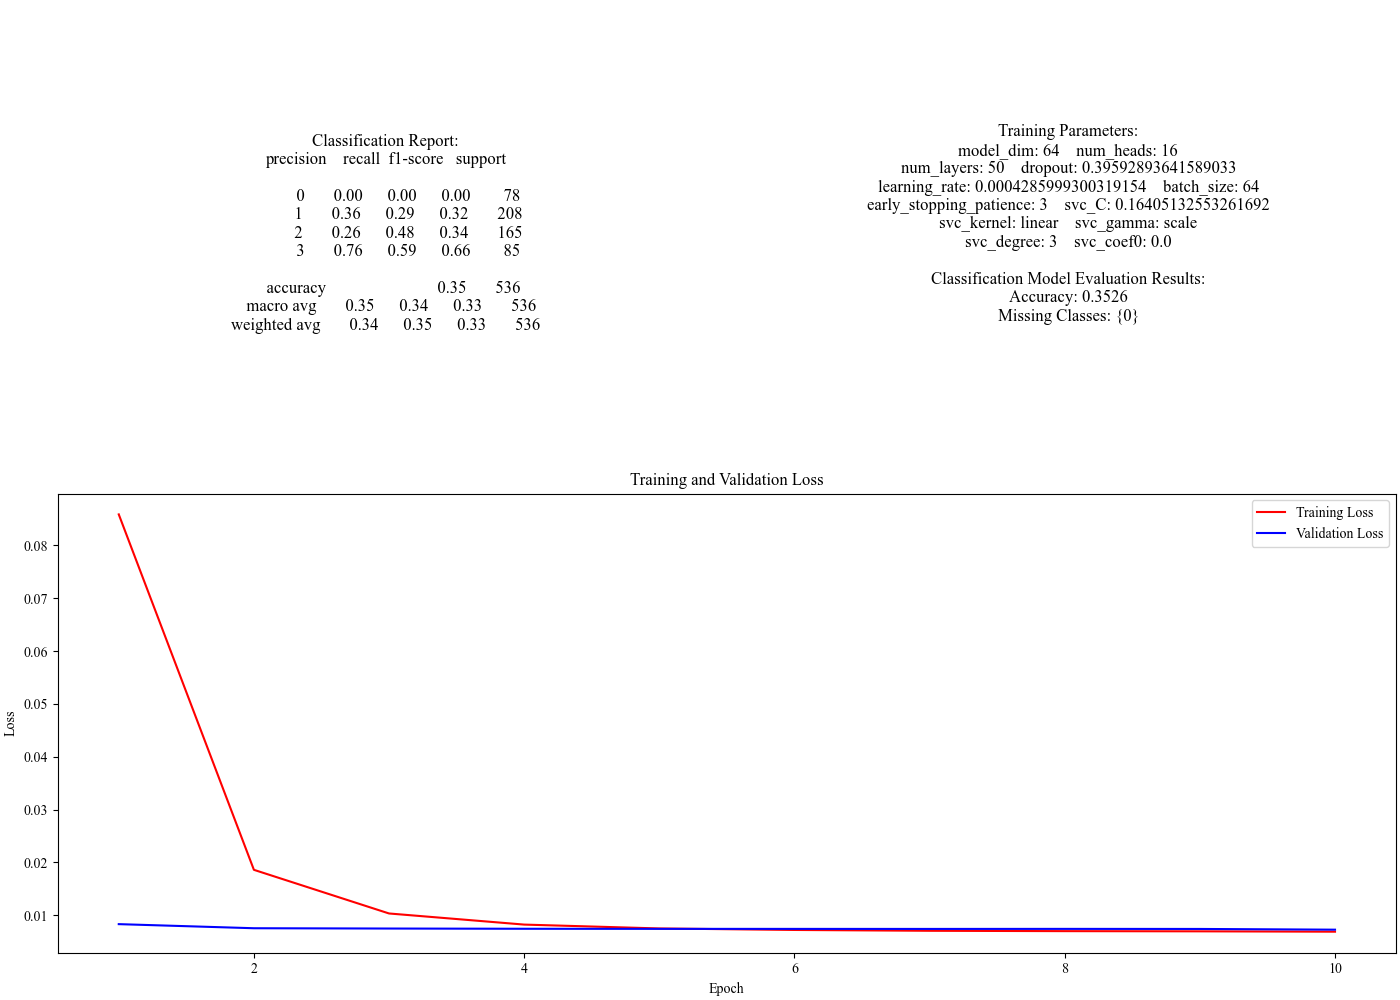 Classification Report:
precision recall f1-score support
0 0.00 0.00 0.00 78
1 0.36 0.29 0.32 208
2 0.26 0.48 0.34 165
3 0.76 0.59 0.66 85
accuracy 0.35 536
macro avg 0.35 0.34 0.33 536
weighted avg 0.34 0.35 0.33 536
Training Parameters:
model_dim: 64 num_heads: 16
num_layers: 50 dropout: 0.39592893641589033
learning_rate: 0.0004285999300319154 batch_size: 64
early_stopping_patience: 3 svc_C: 0.16405132553261692
svc_kernel: linear svc_gamma: scale
svc_degree: 3 svc_coef0: 0.0
Classification Model Evaluation Results:
Accuracy: 0.3526
Missing Classes: {0}
Training and Validation Loss
Training Loss
Validation Loss
Loss
0.08
0.07
0.06
0.05
0.04
0.03
0.02
0.01
2 4 6 8 10
Epoch